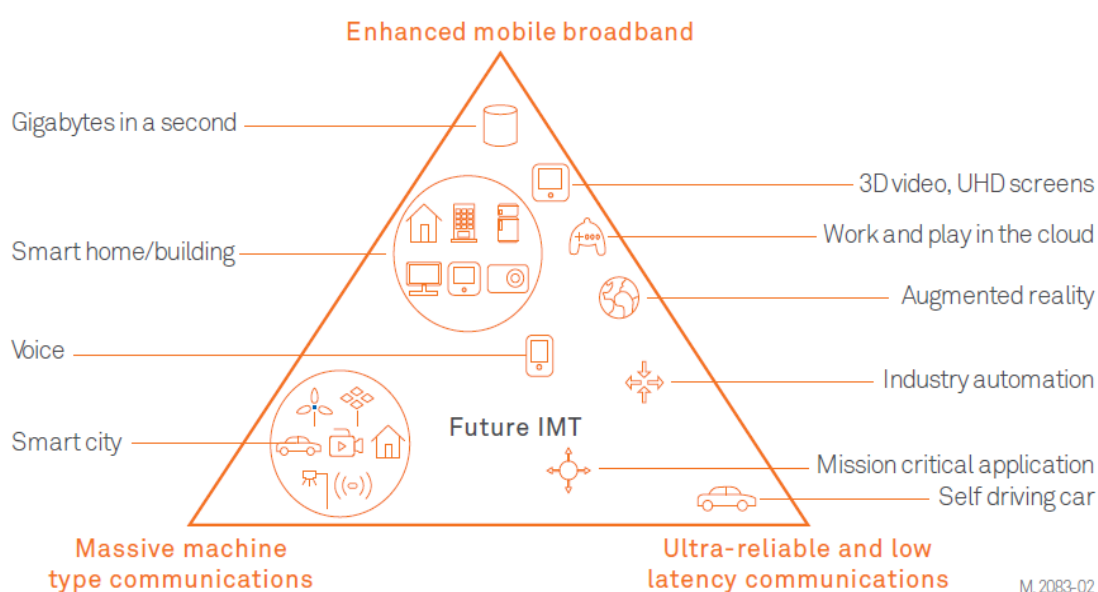 Enhanced mobile broadband
Gigabytes in a second
3D video, UHD screens
Work and play in the cloud
Smart home/building
Augmented reality
Voice
Industry automation
Future IMT
Smart city
Mission critical application
Self driving car
Massive machine
type communications
Ultra-reliable and low
latency communications
M.2083-02